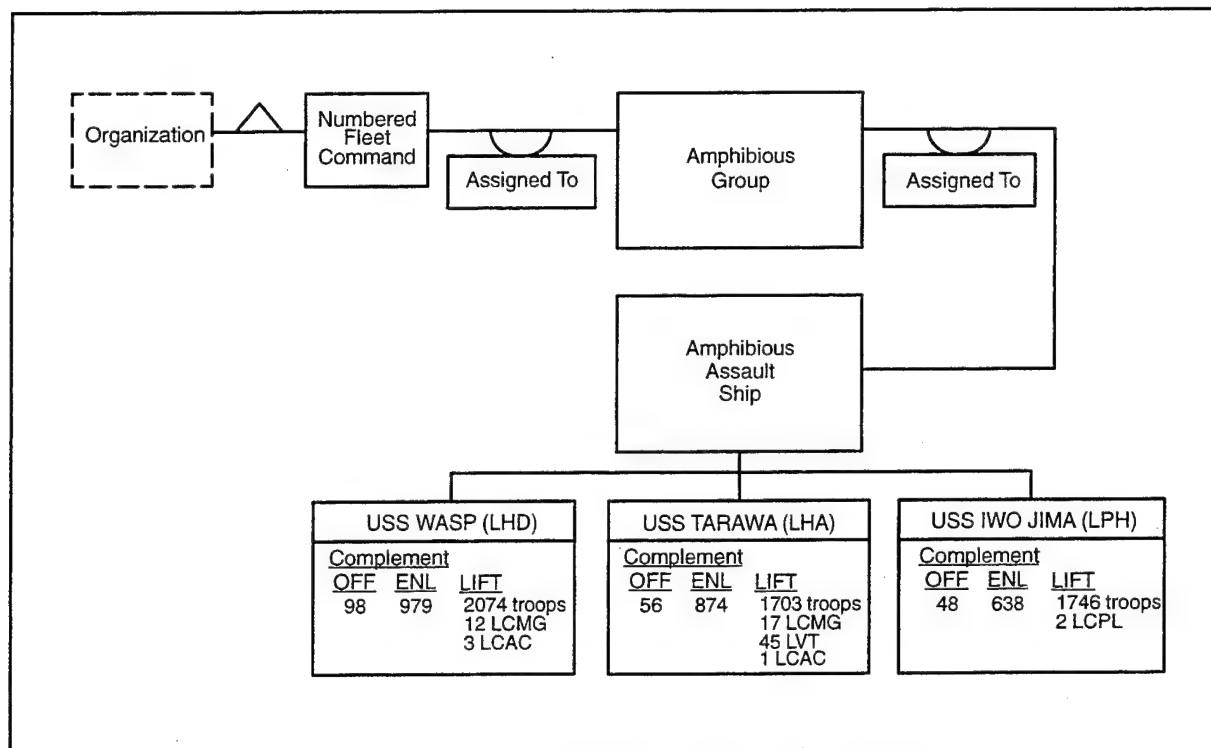 Organization
Numbered
Fleet
Command
Assigned To
Amphibious
Group
Assigned To
Amphibious
Assault
Ship
USS WASP (LHD)
Complement
OFF ENL LIFT
98 979 2074 troops
12 LCMG
3 LCAC
USS TARAWA (LHA)
Complement
OFF ENL LIFT
56 874 1703 troops
17 LCMG
45 LVT
1 LCAC
USS IWO JIMA (LPH)
Complement
OFF ENL LIFT
48 638 1746 troops
2 LCPL